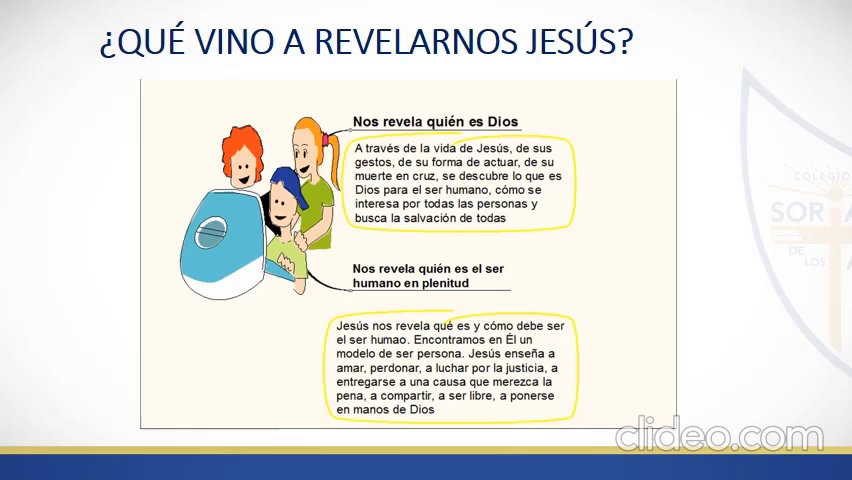 ¿QUÉ VINO A REVELARNOS JESÚS?
Nos revela quién es Dios
A través de la vida de Jesús, de sus
gestos, de su forma de actuar, de su
muerte en cruz, se descubre lo que es
Dios para el ser humano, cómo se
interesa por todas las personas y
busca la salvación de todas
Nos revela quién es el ser
humano en plenitud
Jesús nos revela qué es y cómo debe ser
el ser humao. Encontramos en Él un
modelo de ser persona. Jesús enseña a
amar, perdonar, a luchar por la justicia, a
entregarse a una causa que merezca la
pena, a compartir, a ser libre, a ponerse
en manos de Dios
COLEGIO
SOR
DE
LOS
clideo.com